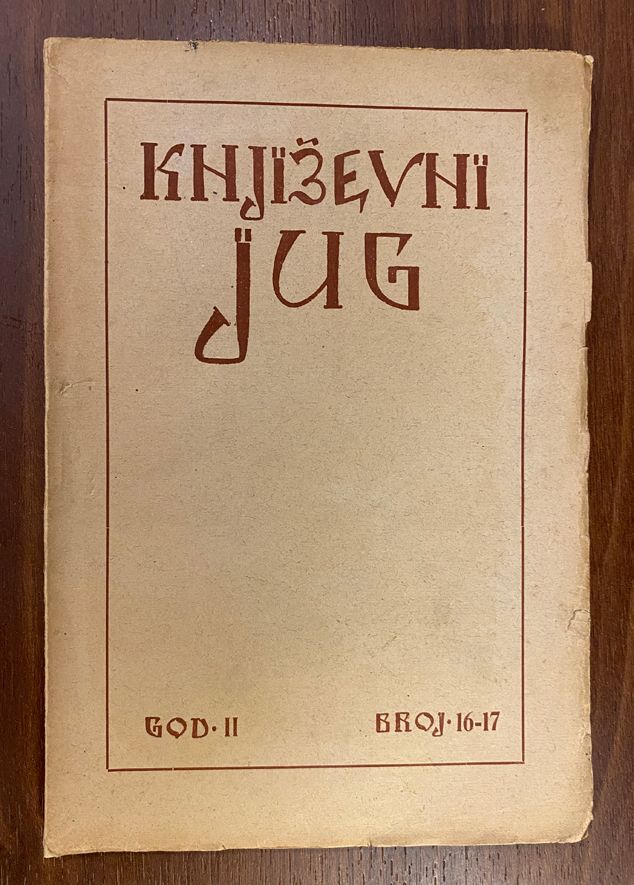 KNJIŽEVNI
JUG
GOD· II
BROJ· 16-17